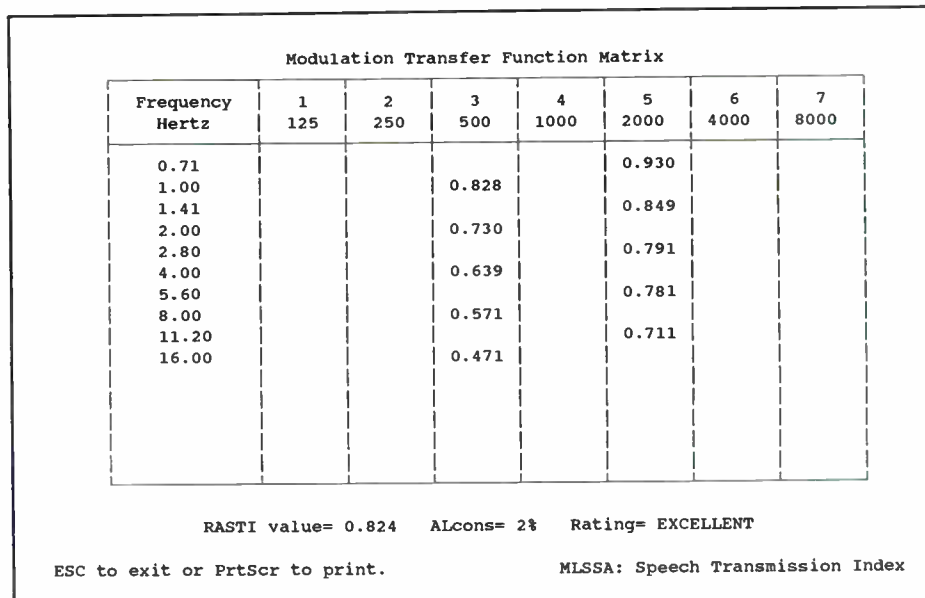 Modulation Transfer Function Matrix
Frequency 1 2 3 4 5 6 7
Hertz 125 250 500 1000 2000 4000 8000
0.71 0.930
1.00 0.828
1.41 0.849
2.00 0.730
2.80 0.791
4.00 0.639
5.60 0.781
8.00 0.571
11.20 0.711
16.00 0.471
RASTI value= 0.824 ALcons= 2% Rating= EXCELLENT
ESC to exit or PrtScr to print. MLSSA: Speech Transmission Index